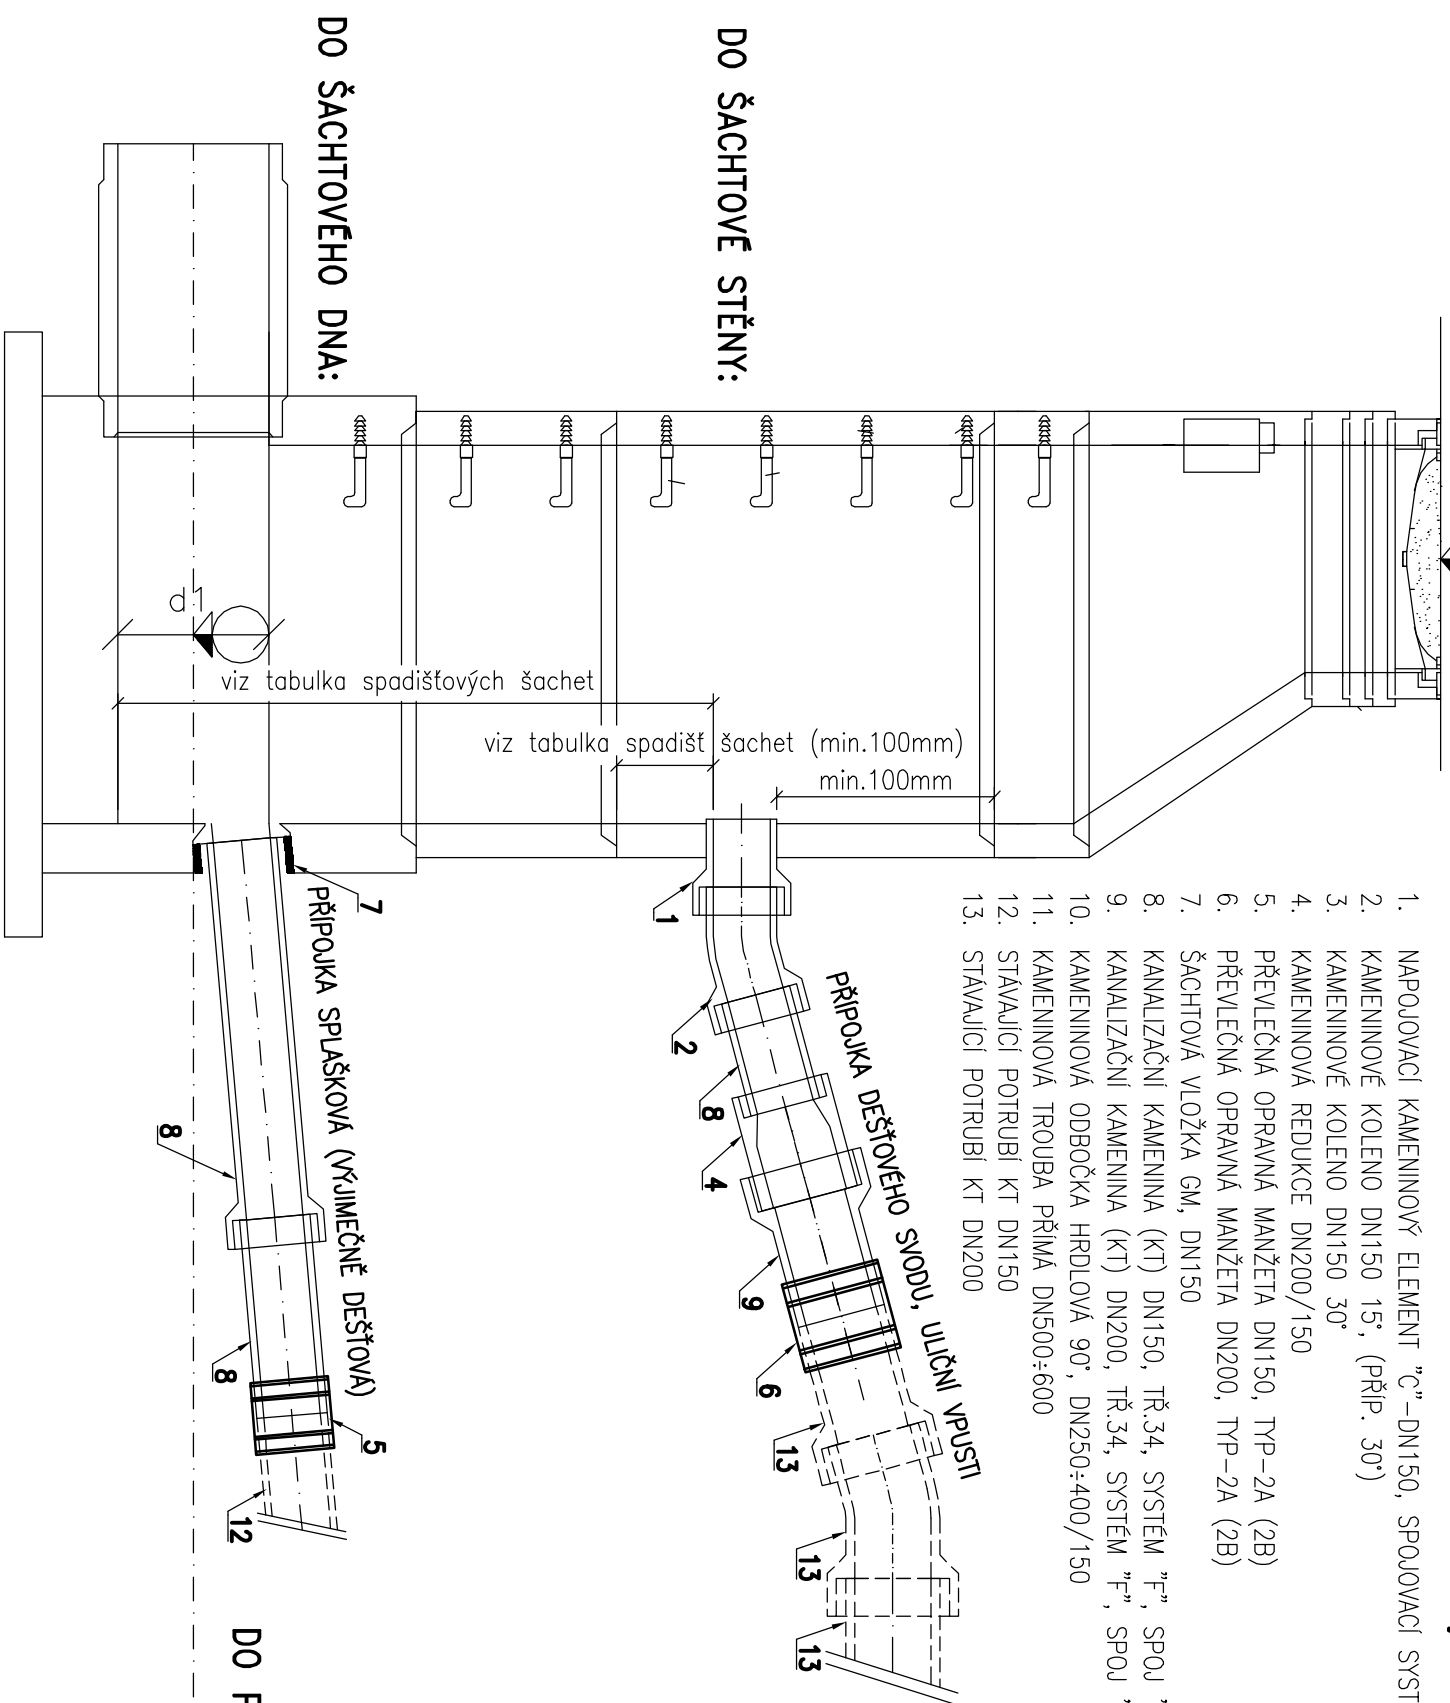 1. NAPOJOVACÍ KAMENINOVÝ ELEMENT "C"-DN150, SPOJOVACÍ SYST
2. KAMENINOVÉ KOLENO DN150 15°, (PŘÍP. 30°)
3. KAMENINOVÉ KOLENO DN150 30°
4. KAMENINOVÁ REDUKCE DN200/150
5. PŘEVLEČNÁ OPRAVNÁ MANŽETA DN150, TYP-2A (2B)
6. PŘEVLEČNÁ OPRAVNÁ MANŽETA DN200, TYP-2A (2B)
7. ŠACHTOVÁ VLOŽKA GM, DN150
8. KANALIZAČNÍ KAMENINA (KT) DN150, TŘ.34, SYSTÉM "F", SPOJ "
9. KANALIZAČNÍ KAMENINA (KT) DN200, TŘ.34, SYSTÉM "F", SPOJ "
10. KAMENINOVÁ ODBOČKA HRDLOVÁ 90°, DN250÷400/150
11. KAMENINOVÁ TROUBA PŘÍMÁ DN500÷600
12. STÁVAJÍCÍ POTRUBÍ KT DN150
13. STÁVAJÍCÍ POTRUBÍ KT DN200
DO ŠACHTOVÉ STĚNY:
min.100mm
viz tabulka spadišť šachet (min.100mm)
viz tabulka spadišťových šachet
PŘÍPOJKA DEŠŤOVÉHO SVODU, ULIČNÍ VPUSTI
1
2
8
4
9
6
13
13
13
DO ŠACHTOVÉHO DNA:
d1
PŘÍPOJKA SPLAŠKOVÁ (VÝJIMEČNĚ DEŠŤOVÁ)
7
8
8
5
12
DO